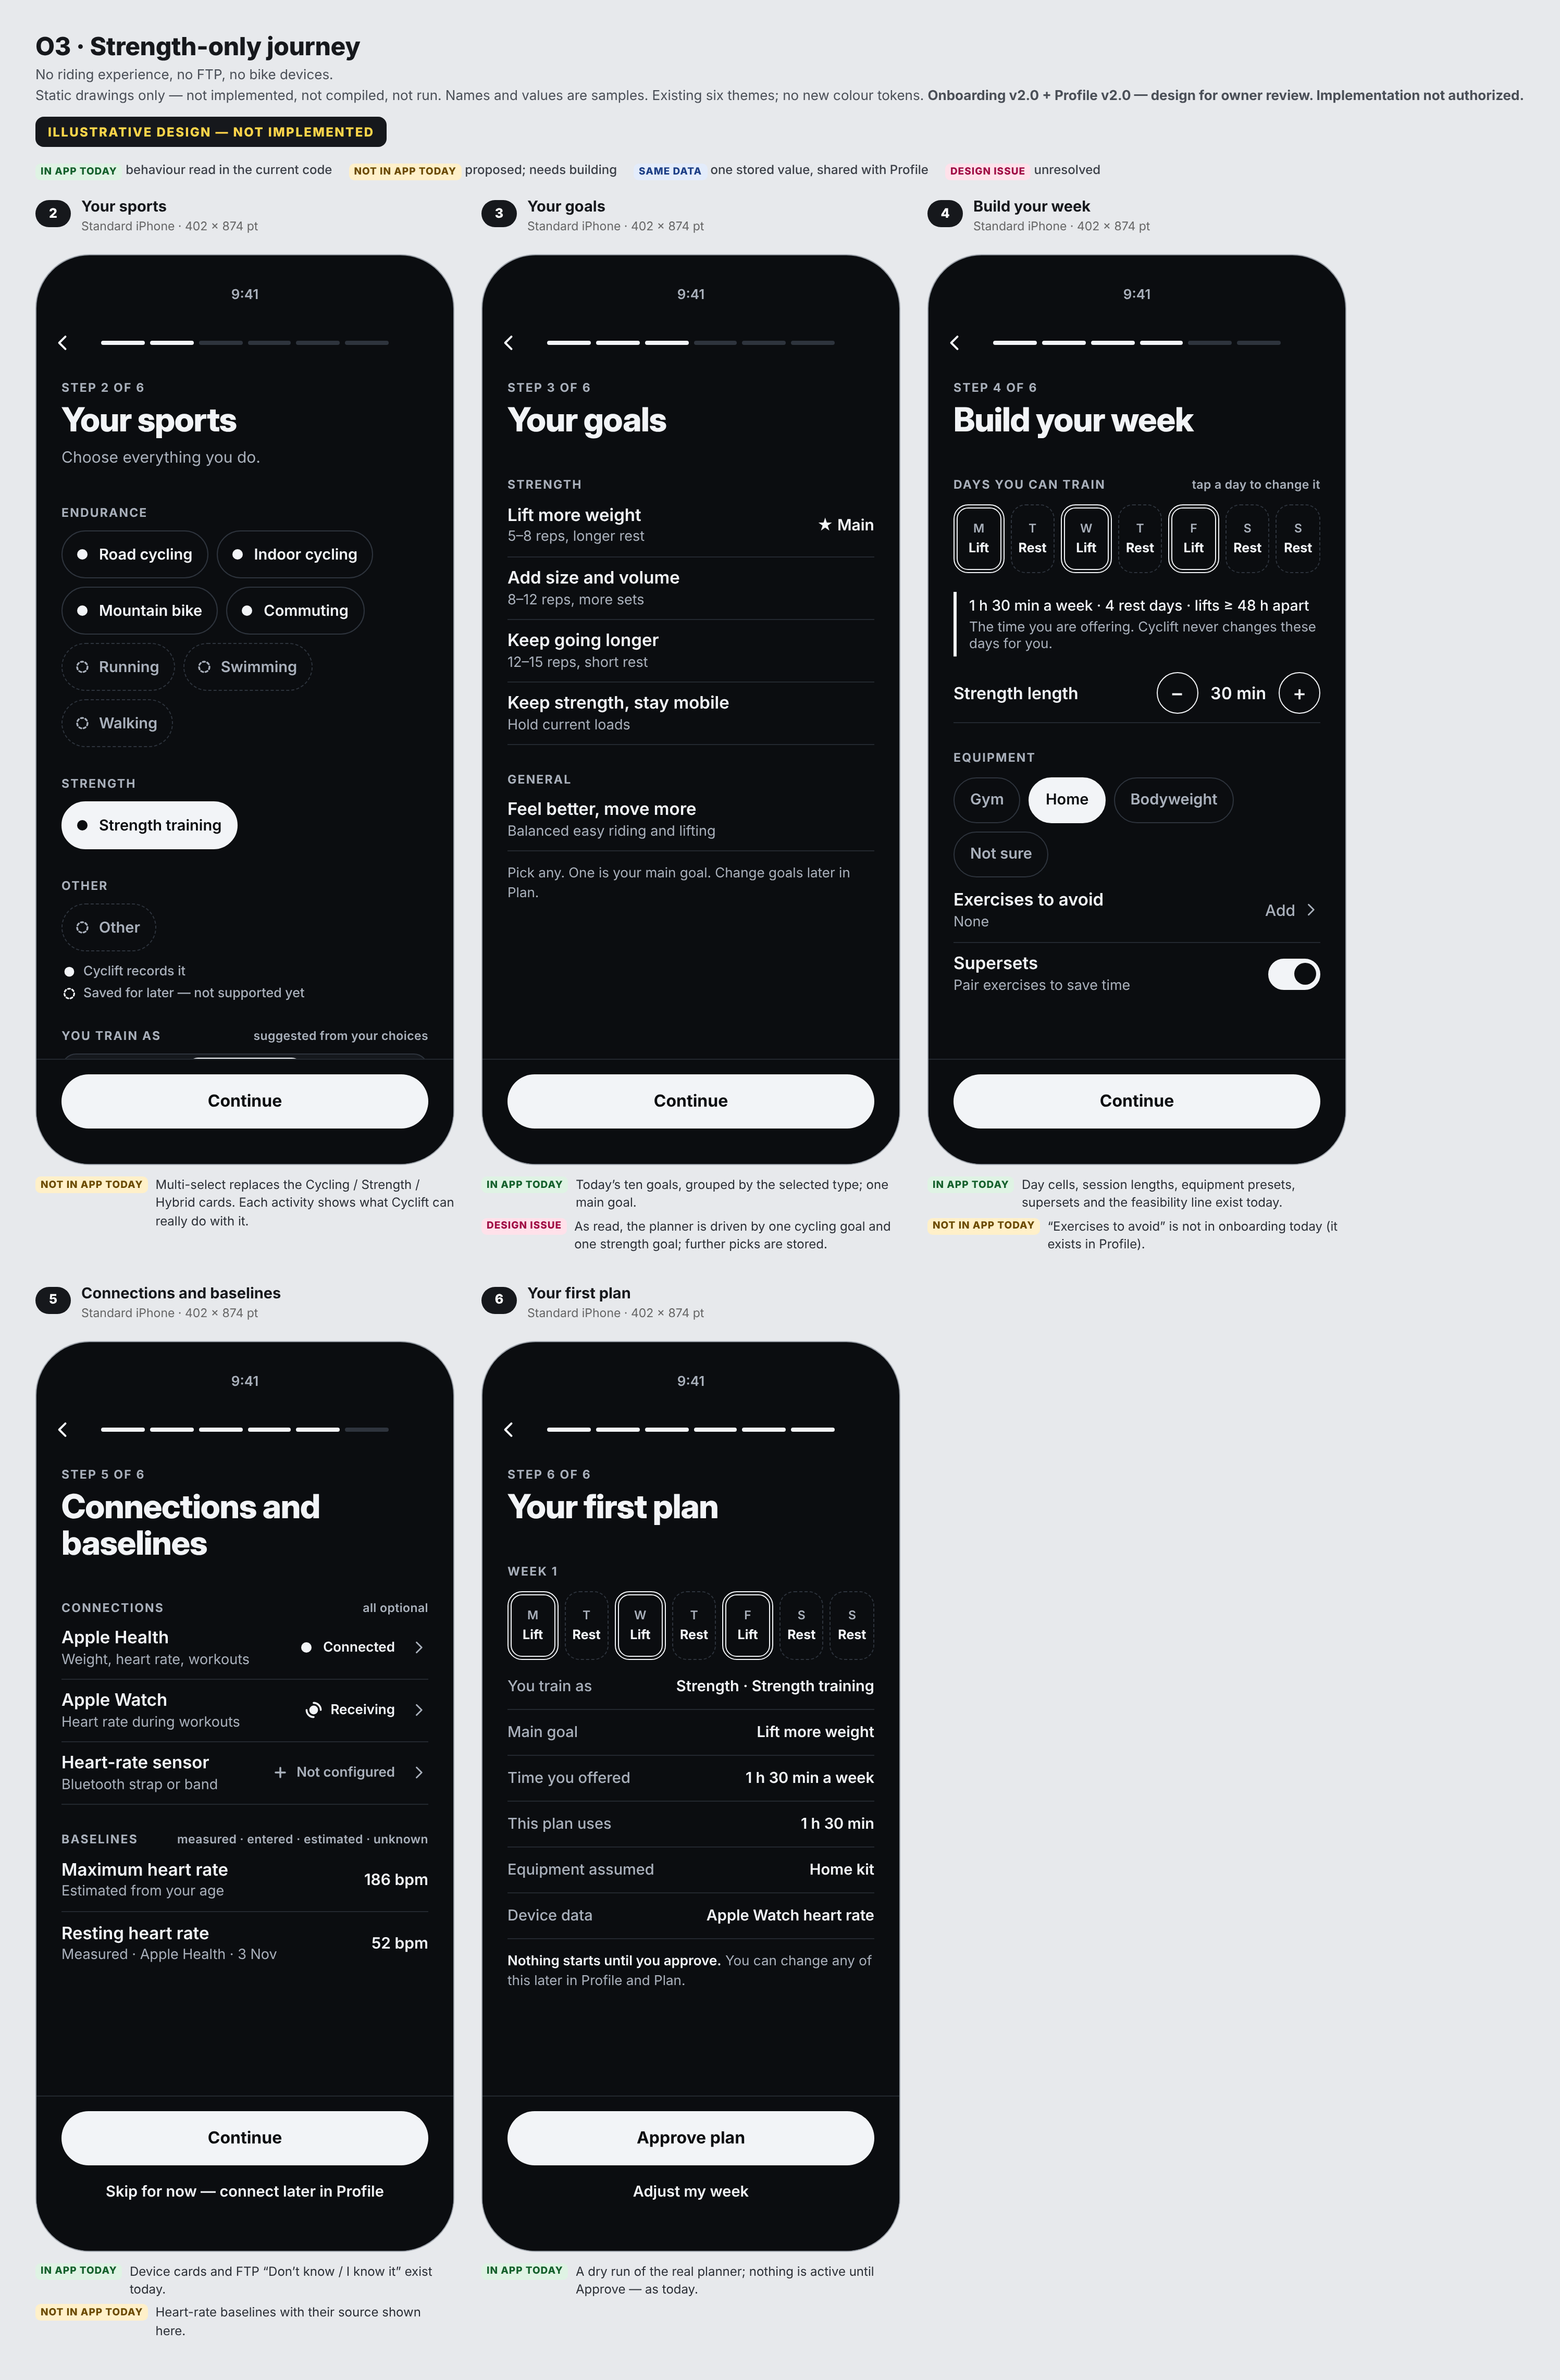 O3 · Strength-only journey
No riding experience, no FTP, no bike devices.
Static drawings only — not implemented, not compiled, not run. Names and values are samples. Existing six themes; no new colour tokens. Onboarding v2.0 + Profile v2.0 — design for owner review. Implementation not authorized.
ILLUSTRATIVE DESIGN — NOT IMPLEMENTED
IN APP TODAY behaviour read in the current code NOT IN APP TODAY proposed; needs building SAME DATA one stored value, shared with Profile DESIGN ISSUE unresolved
2 Your sports
Standard iPhone · 402 × 874 pt
9:41
STEP 2 OF 6
Your sports
Choose everything you do.
ENDURANCE
Road cycling Indoor cycling
Mountain bike Commuting
Running Swimming
Walking
STRENGTH
Strength training
OTHER
Other
Cyclift records it
Saved for later — not supported yet
YOU TRAIN AS suggested from your choices
Continue
NOT IN APP TODAY Multi-select replaces the Cycling / Strength /
Hybrid cards. Each activity shows what Cyclift can
really do with it.
3 Your goals
Standard iPhone · 402 × 874 pt
9:41
STEP 3 OF 6
Your goals
STRENGTH
Lift more weight
5–8 reps, longer rest
★ Main
Add size and volume
8–12 reps, more sets
Keep going longer
12–15 reps, short rest
Keep strength, stay mobile
Hold current loads
GENERAL
Feel better, move more
Balanced easy riding and lifting
Pick any. One is your main goal. Change goals later in
Plan.
Continue
IN APP TODAY Today’s ten goals, grouped by the selected type; one
main goal.
DESIGN ISSUE As read, the planner is driven by one cycling goal and
one strength goal; further picks are stored.
4 Build your week
Standard iPhone · 402 × 874 pt
9:41
STEP 4 OF 6
Build your week
DAYS YOU CAN TRAIN tap a day to change it
M T W T F S S
Lift Rest Lift Rest Lift Rest Rest
1 h 30 min a week · 4 rest days · lifts ≥ 48 h apart
The time you are offering. Cyclift never changes these
days for you.
Strength length − 30 min +
EQUIPMENT
Gym Home Bodyweight
Not sure
Exercises to avoid
None
Add
Supersets
Pair exercises to save time
Continue
IN APP TODAY Day cells, session lengths, equipment presets,
supersets and the feasibility line exist today.
NOT IN APP TODAY “Exercises to avoid” is not in onboarding today (it
exists in Profile).
5 Connections and baselines
Standard iPhone · 402 × 874 pt
9:41
STEP 5 OF 6
Connections and
baselines
CONNECTIONS all optional
Apple Health
Weight, heart rate, workouts
Connected
Apple Watch
Heart rate during workouts
Receiving
Heart-rate sensor
Bluetooth strap or band
+ Not configured
BASELINES measured · entered · estimated · unknown
Maximum heart rate
Estimated from your age
186 bpm
Resting heart rate
Measured · Apple Health · 3 Nov
52 bpm
Continue
Skip for now — connect later in Profile
IN APP TODAY Device cards and FTP “Don’t know / I know it” exist
today.
NOT IN APP TODAY Heart-rate baselines with their source shown
here.
6 Your first plan
Standard iPhone · 402 × 874 pt
9:41
STEP 6 OF 6
Your first plan
WEEK 1
M T W T F S S
Lift Rest Lift Rest Lift Rest Rest
You train as Strength · Strength training
Main goal Lift more weight
Time you offered 1 h 30 min a week
This plan uses 1 h 30 min
Equipment assumed Home kit
Device data Apple Watch heart rate
Nothing starts until you approve. You can change any of
this later in Profile and Plan.
Approve plan
Adjust my week
IN APP TODAY A dry run of the real planner; nothing is active until
Approve — as today.